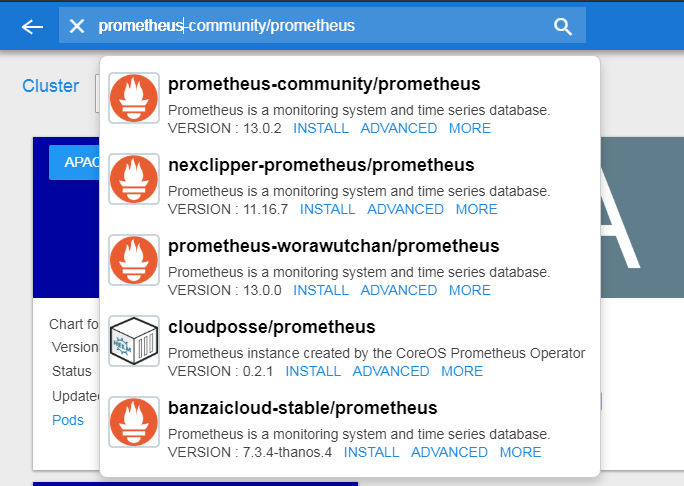 prometheus-community/prometheus
Cluster
prometheus-community/prometheus
Prometheus is a monitoring system and time series database.
VERSION : 13.0.2 INSTALL ADVANCED MORE
nexclipper-prometheus/prometheus
Prometheus is a monitoring system and time series database.
VERSION : 11.16.7 INSTALL ADVANCED MORE
prometheus-worawutchan/prometheus
Prometheus is a monitoring system and time series database.
VERSION : 13.0.0 INSTALL ADVANCED MORE
cloudposse/prometheus
Prometheus instance created by the CoreOS Prometheus Operator
VERSION : 0.2.1 INSTALL ADVANCED MORE
banzaicloud-stable/prometheus
Prometheus is a monitoring system and time series database.
VERSION : 7.3.4-thanos.4 INSTALL ADVANCED MORE
APAC
A
Chart fo
Version
Status
Update
Pods
HELM